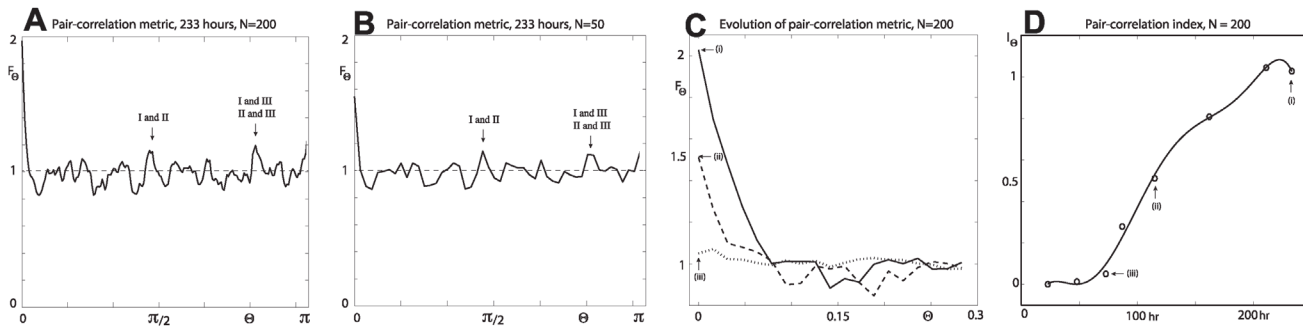 A Pair-correlation metric, 233 hours, N=200
2
F_Θ
I and II
I and III
II and III
1
0
0 π/2 Θ π
B Pair-correlation metric, 233 hours, N=50
2
F_Θ
I and II
I and III
II and III
1
0
0 π/2 Θ π
C Evolution of pair-correlation metric, N=200
2
(i)
F_Θ
1.5
(ii)
1
(iii)
0 0.15 Θ 0.3
D Pair-correlation index, N = 200
I_Θ
1
(i)
0.5
(ii)
(iii)
0
100 hr 200 hr